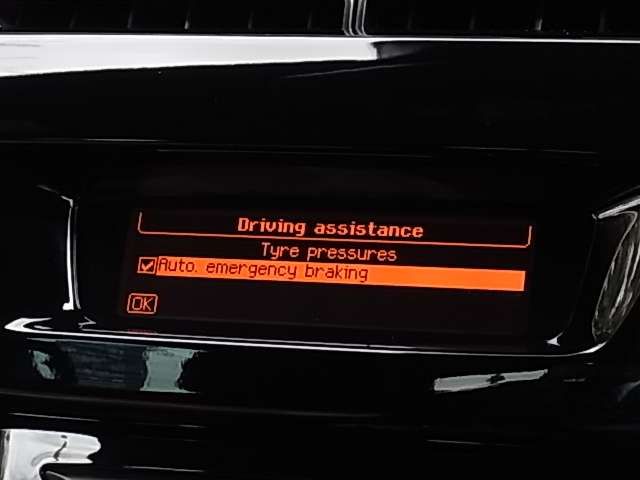 Driving assistance
Tyre pressures
Auto. emergency braking
OK